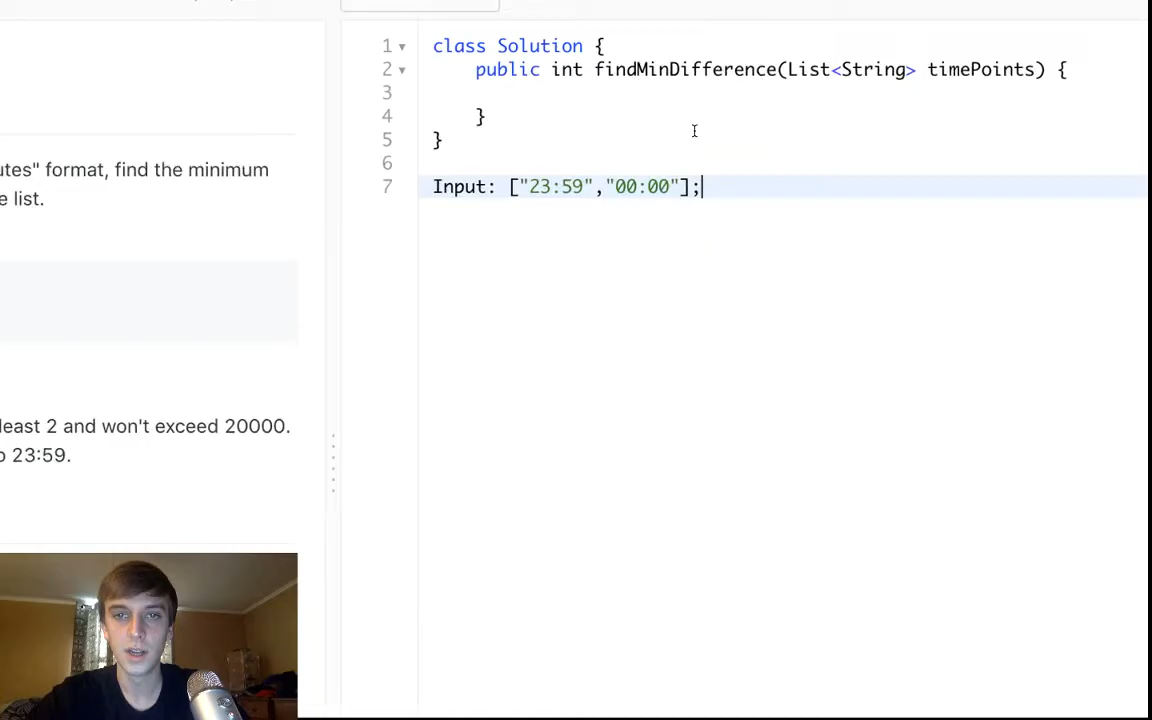 utes" format, find the minimum
e list.
least 2 and won't exceed 20000.
o 23:59.
1
2
3
4
5
6
7
class Solution {
public int findMinDifference(List<String> timePoints) {
}
}
Input: ["23:59","00:00"];